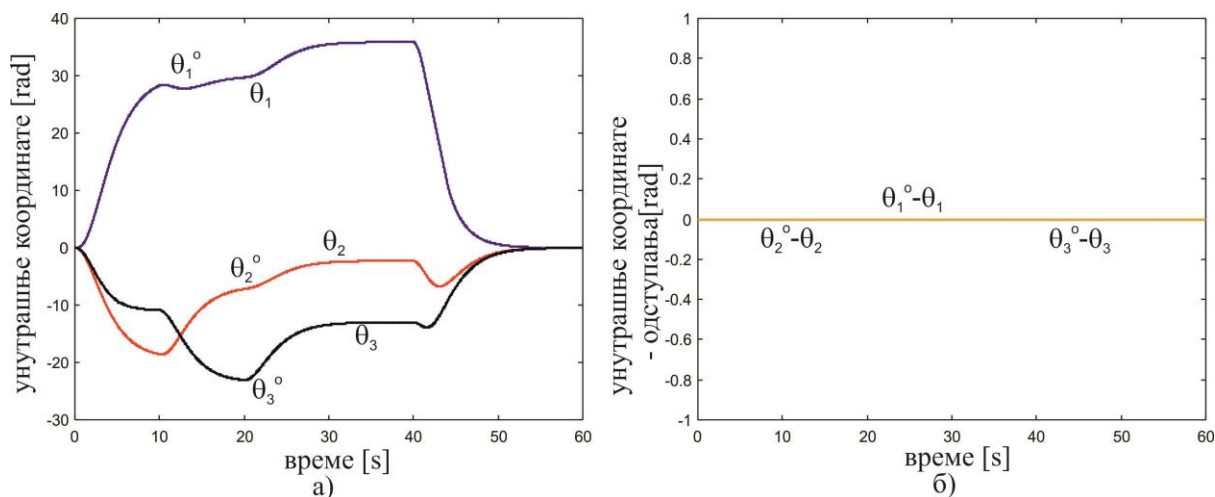 унутрашње координате [rad]
40
30
20
10
0
-10
-20
-30
θ₁°
θ₁
θ₂
θ₂°
θ₃
θ₃°
0 10 20 30 40 50 60
време [s]
а)
унутрашње координате
- одступања[rad]
1
0.8
0.6
0.4
0.2
0
-0.2
-0.4
-0.6
-0.8
-1
θ₁°-θ₁
θ₂°-θ₂ θ₃°-θ₃
0 10 20 30 40 50 60
време [s]
б)